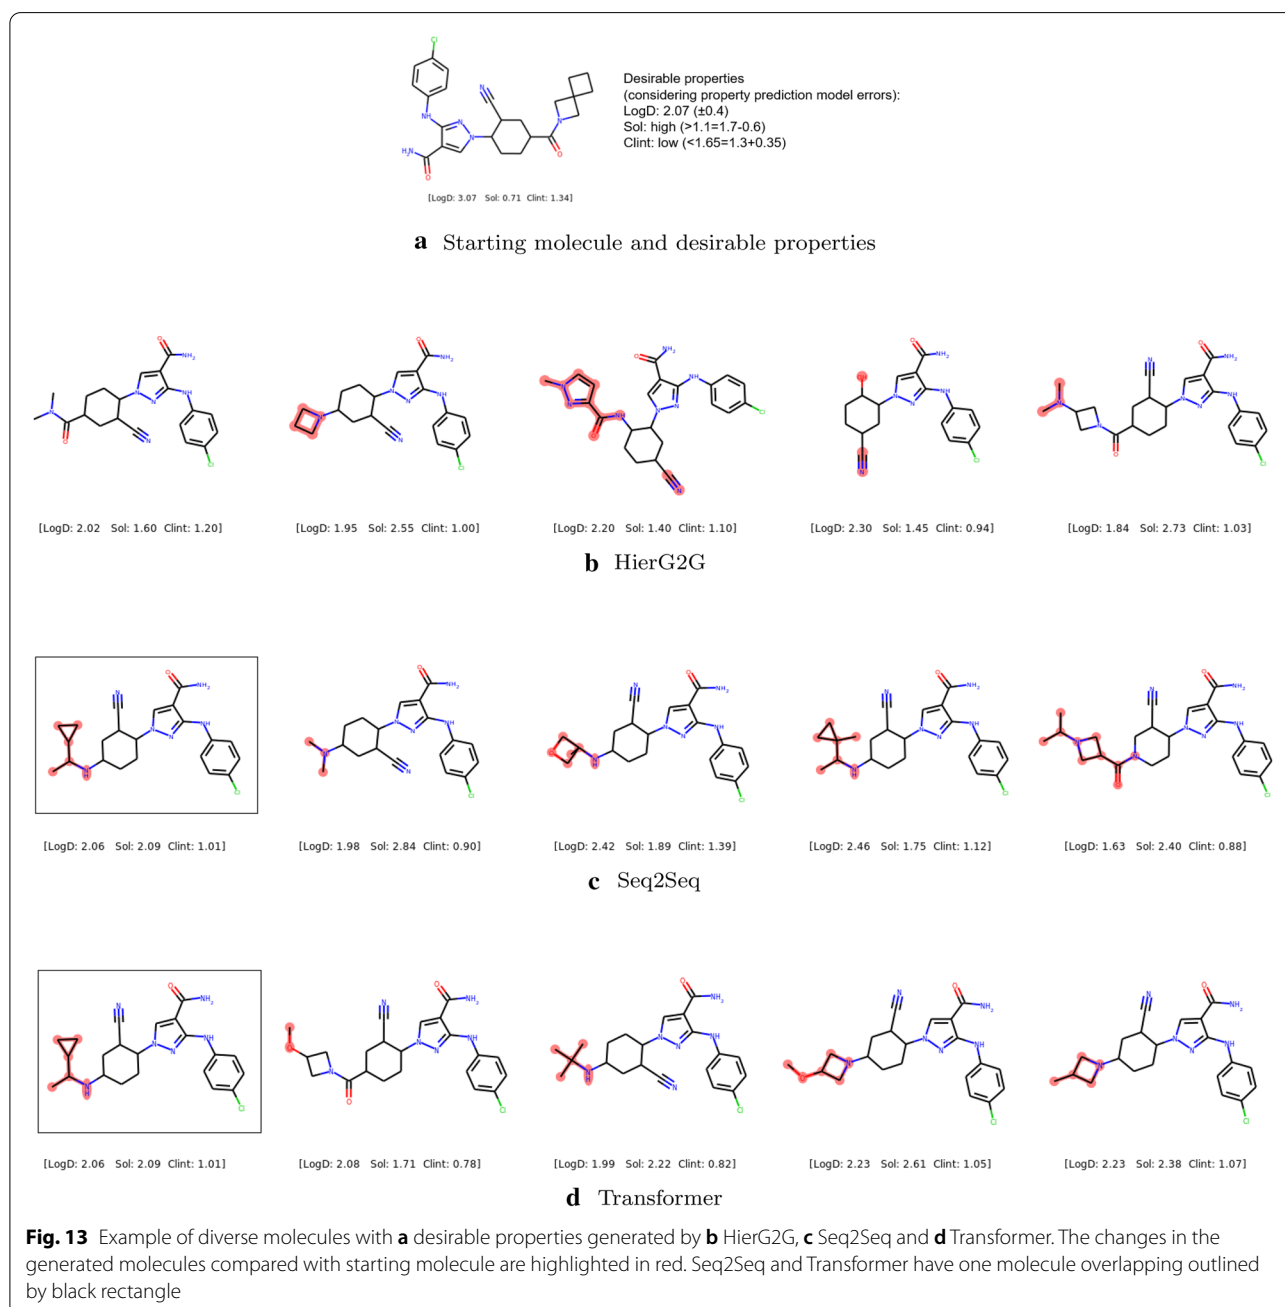 Desirable properties
(considering property prediction model errors):
LogD: 2.07 (±0.4)
Sol: high (>1.1=1.7-0.6)
Clint: low (<1.65=1.3+0.35)
Cl
N
NH
N
N
N
H₂N
O
O
[LogD: 3.07 Sol: 0.71 Clint: 1.34]
a Starting molecule and desirable properties
[LogD: 2.02 Sol: 1.60 Clint: 1.20]
[LogD: 1.95 Sol: 2.55 Clint: 1.00]
[LogD: 2.20 Sol: 1.40 Clint: 1.10]
[LogD: 2.30 Sol: 1.45 Clint: 0.94]
[LogD: 1.84 Sol: 2.73 Clint: 1.03]
b HierG2G
[LogD: 2.06 Sol: 2.09 Clint: 1.01]
[LogD: 1.98 Sol: 2.84 Clint: 0.90]
[LogD: 2.42 Sol: 1.89 Clint: 1.39]
[LogD: 2.46 Sol: 1.75 Clint: 1.12]
[LogD: 1.63 Sol: 2.40 Clint: 0.88]
c Seq2Seq
[LogD: 2.06 Sol: 2.09 Clint: 1.01]
[LogD: 2.08 Sol: 1.71 Clint: 0.78]
[LogD: 1.99 Sol: 2.22 Clint: 0.82]
[LogD: 2.23 Sol: 2.61 Clint: 1.05]
[LogD: 2.23 Sol: 2.38 Clint: 1.07]
d Transformer
Fig. 13 Example of diverse molecules with a desirable properties generated by b HierG2G, c Seq2Seq and d Transformer. The changes in the
generated molecules compared with starting molecule are highlighted in red. Seq2Seq and Transformer have one molecule overlapping outlined
by black rectangle